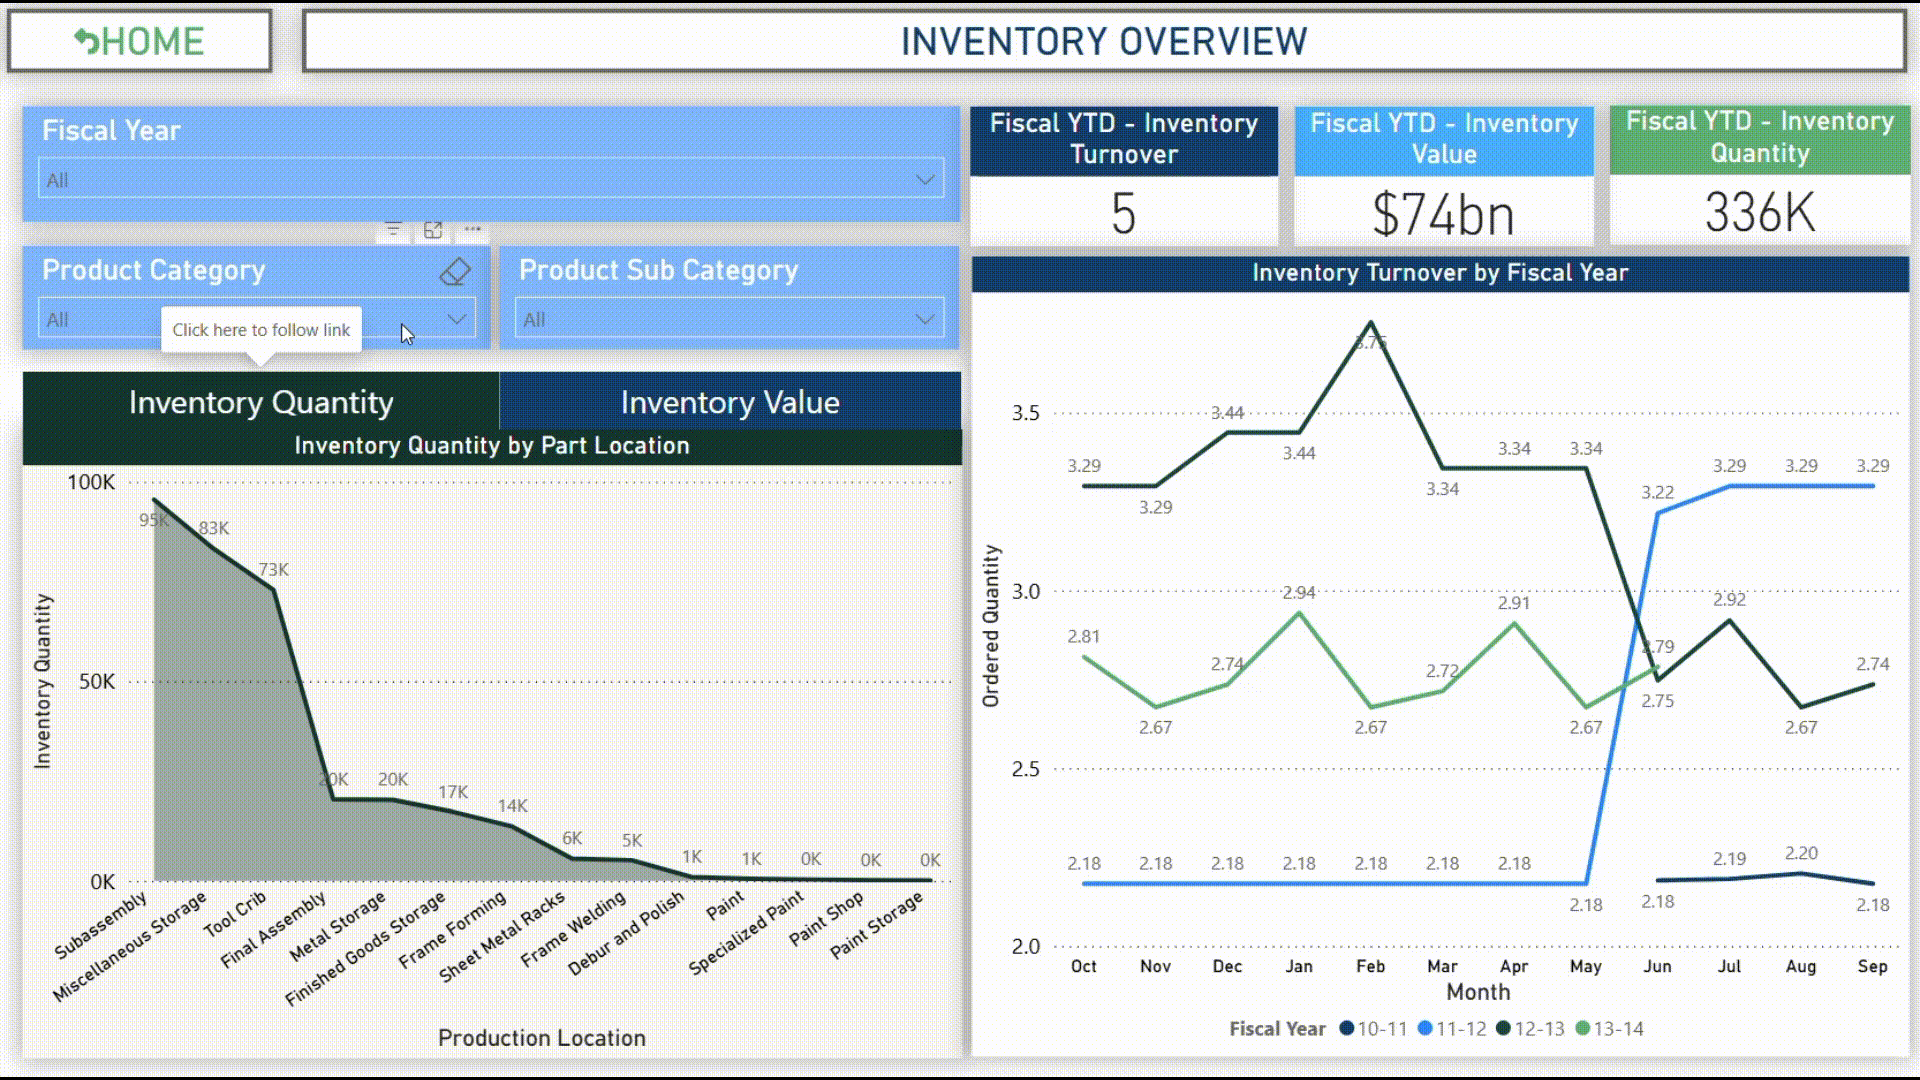 HOME
INVENTORY OVERVIEW
Fiscal Year
All
Product Category
All
Product Sub Category
All
Click here to follow link
Fiscal YTD - Inventory
Turnover
5
Fiscal YTD - Inventory
Value
$74bn
Fiscal YTD - Inventory
Quantity
336K
Inventory Quantity
Inventory Value
Inventory Quantity by Part Location
100K
50K
0K
Inventory Quantity
95K
83K
73K
20K
20K
17K
14K
6K
5K
1K
1K
0K
0K
0K
Subassembly
Miscellaneous Storage
Tool Crib
Final Assembly
Metal Storage
Finished Goods Storage
Frame Forming
Sheet Metal Racks
Frame Welding
Debur and Polish
Paint
Specialized Paint
Paint Shop
Paint Storage
Production Location
Inventory Turnover by Fiscal Year
3.5
3.0
2.5
2.0
Ordered Quantity
3.29
3.29
3.44
3.44
3.75
3.34
3.34
3.34
2.75
2.92
2.67
2.74
3.22
3.29
3.29
3.29
2.81
2.67
2.74
2.94
2.67
2.72
2.91
2.67
2.79
2.18
2.18
2.18
2.18
2.18
2.18
2.18
2.18
2.18
2.19
2.20
2.18
Oct Nov Dec Jan Feb Mar Apr May Jun Jul Aug Sep
Month
Fiscal Year 10-11 11-12 12-13 13-14